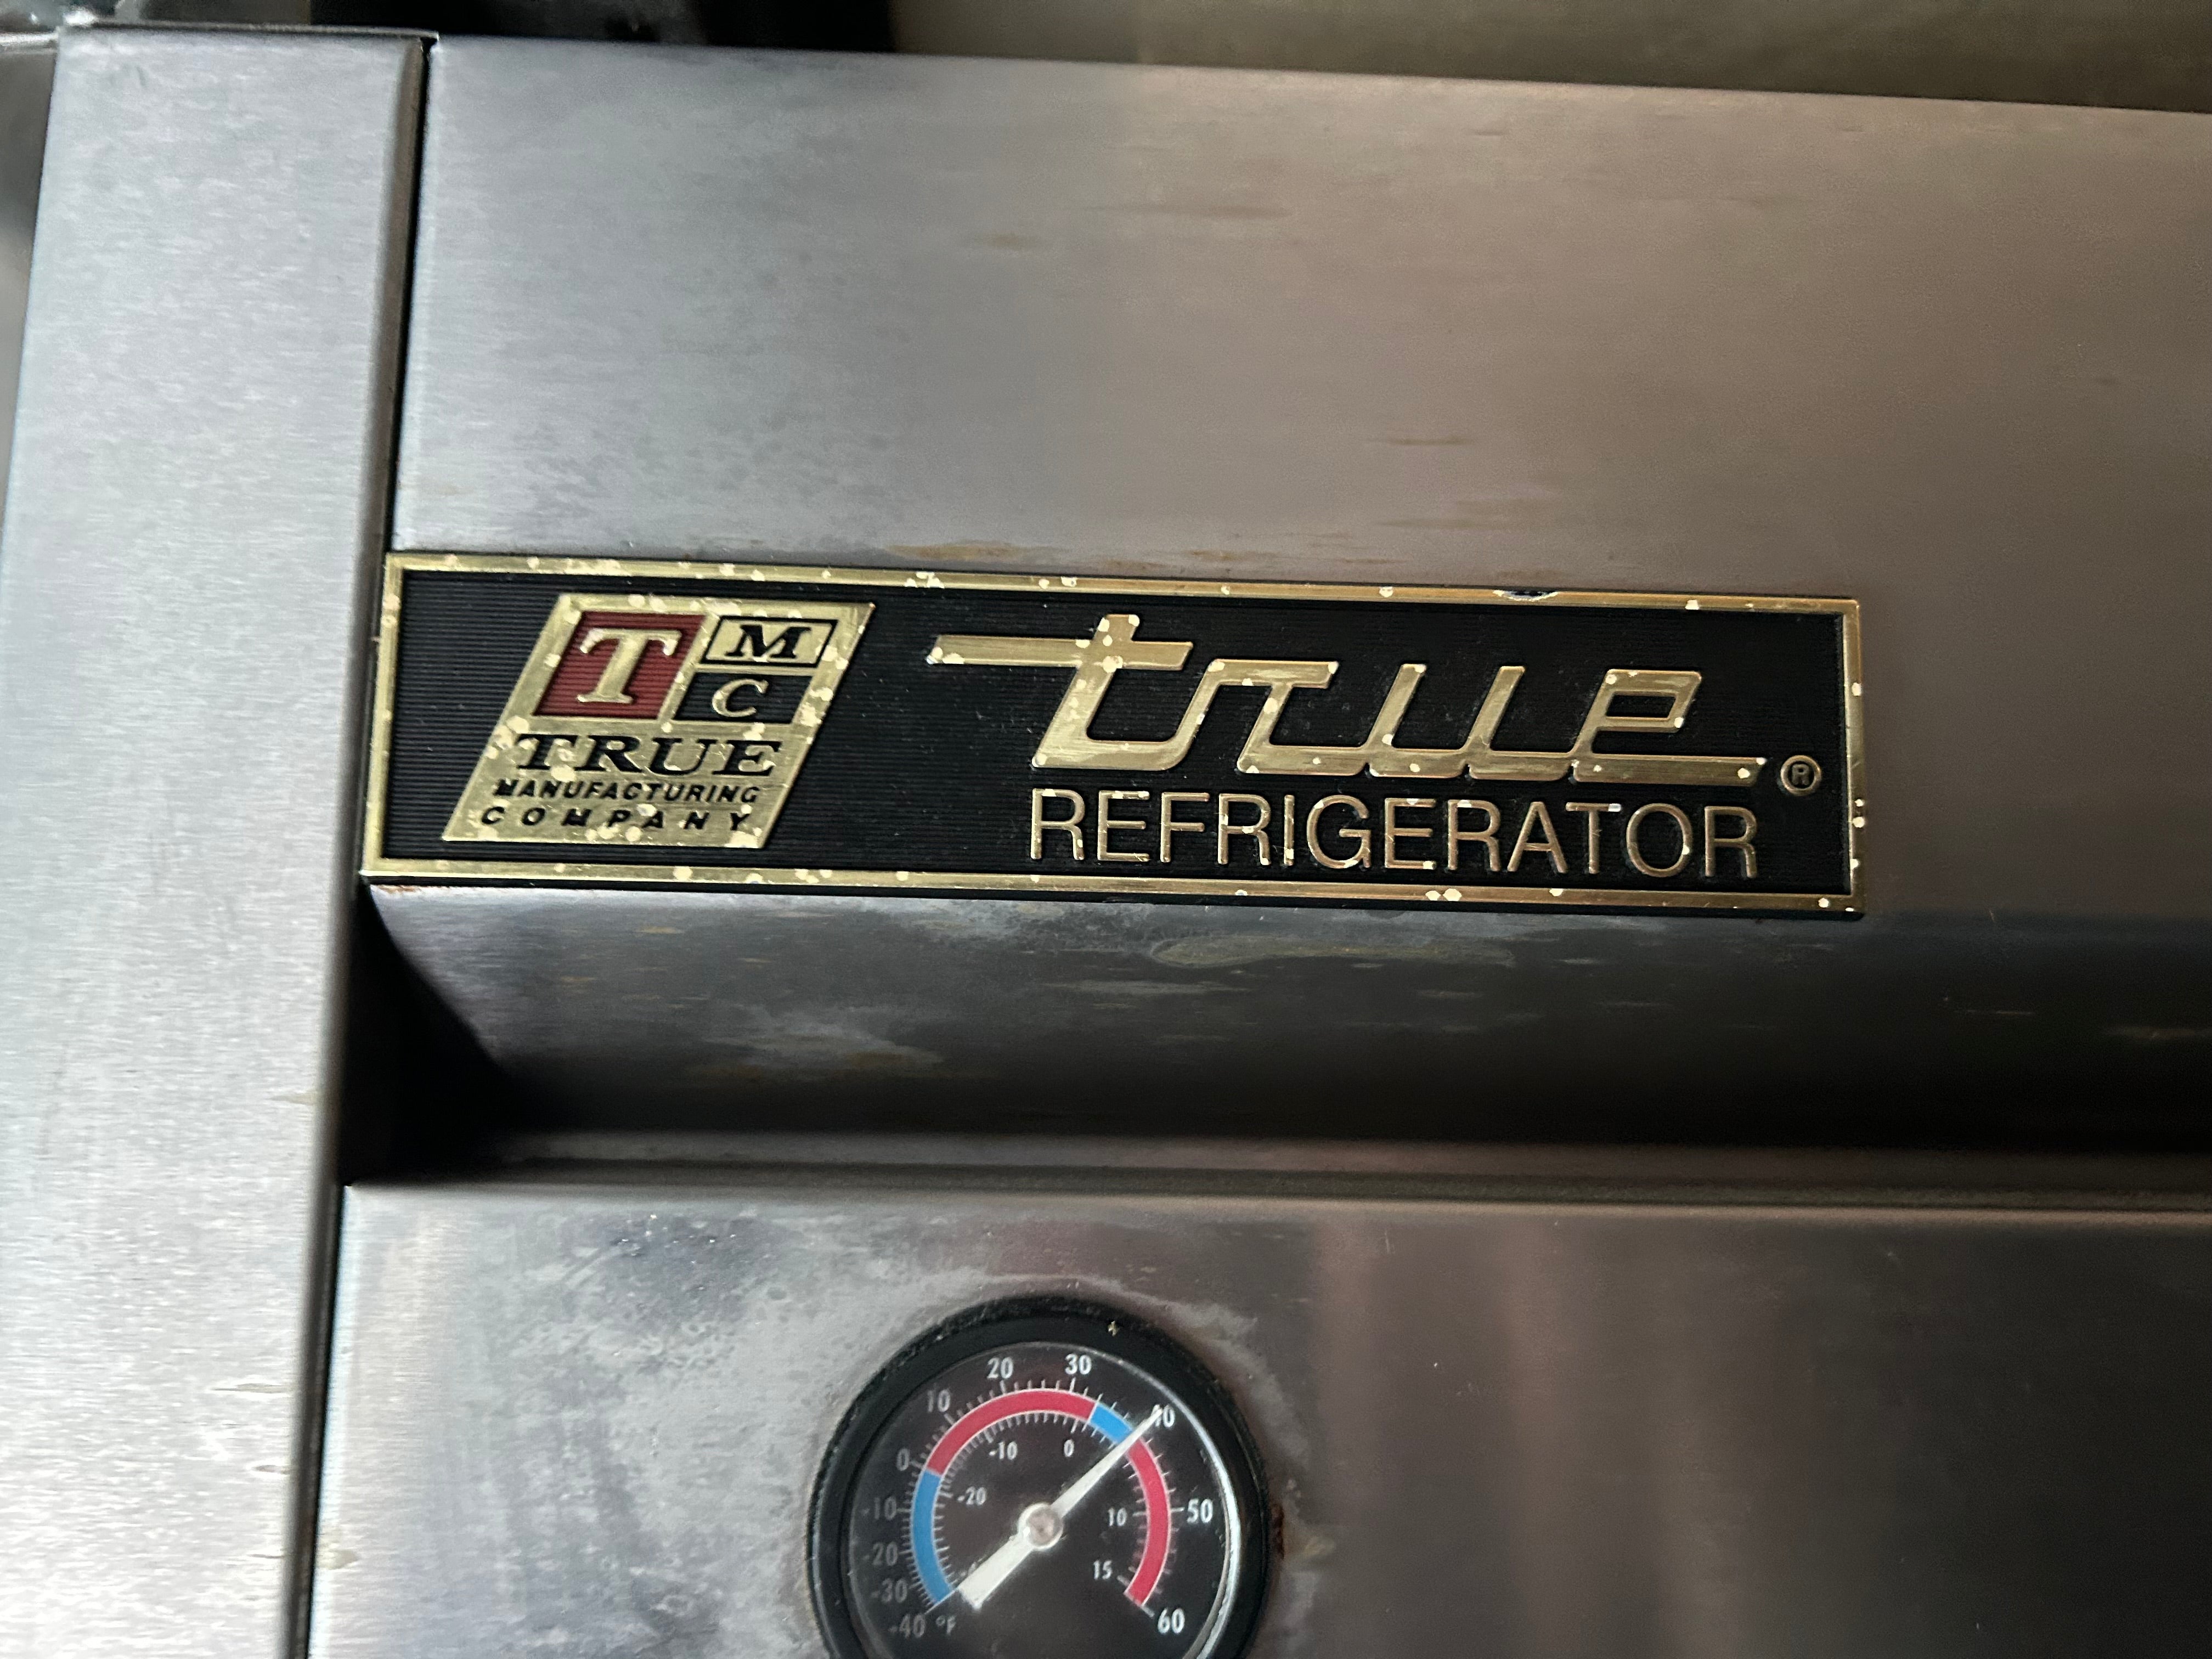 T M
C
TRUE
MANUFACTURING
COMPANY
true®
REFRIGERATOR
20 30
10 40
0 -10 0
-20
-10 10 50
-20 15
-30
-40 °F 60